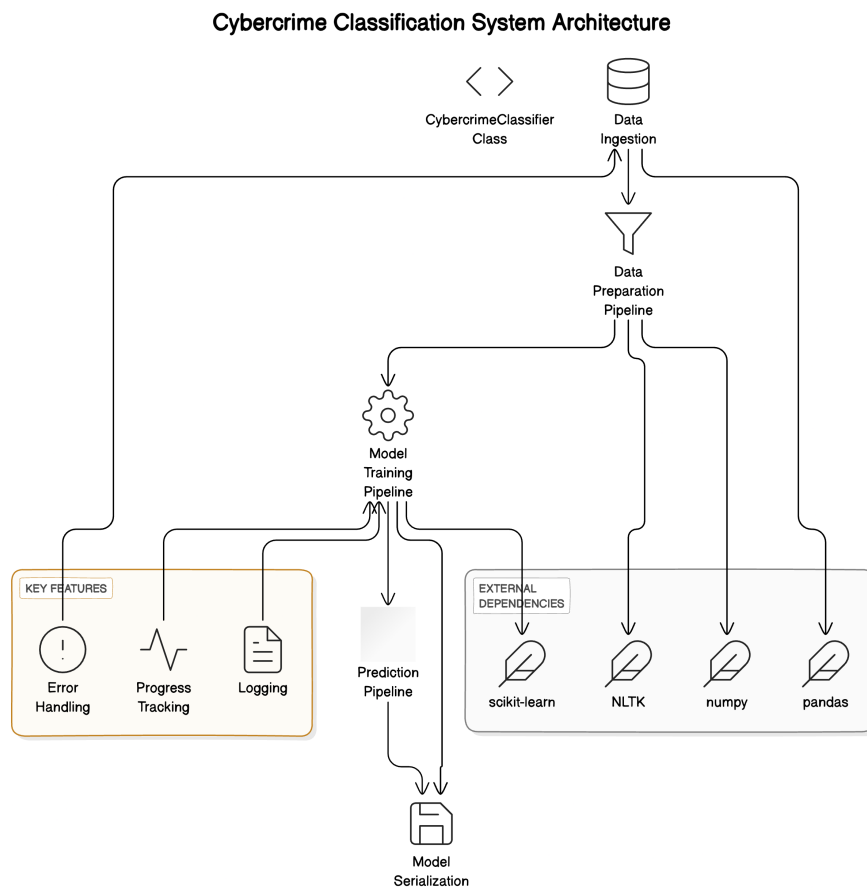 Cybercrime Classification System Architecture
CybercrimeClassifier
Class
Data
Ingestion
Data
Preparation
Pipeline
Model
Training
Pipeline
KEY FEATURES
Error
Handling
Progress
Tracking
Logging
Prediction
Pipeline
EXTERNAL
DEPENDENCIES
scikit-learn
NLTK
numpy
pandas
Model
Serialization